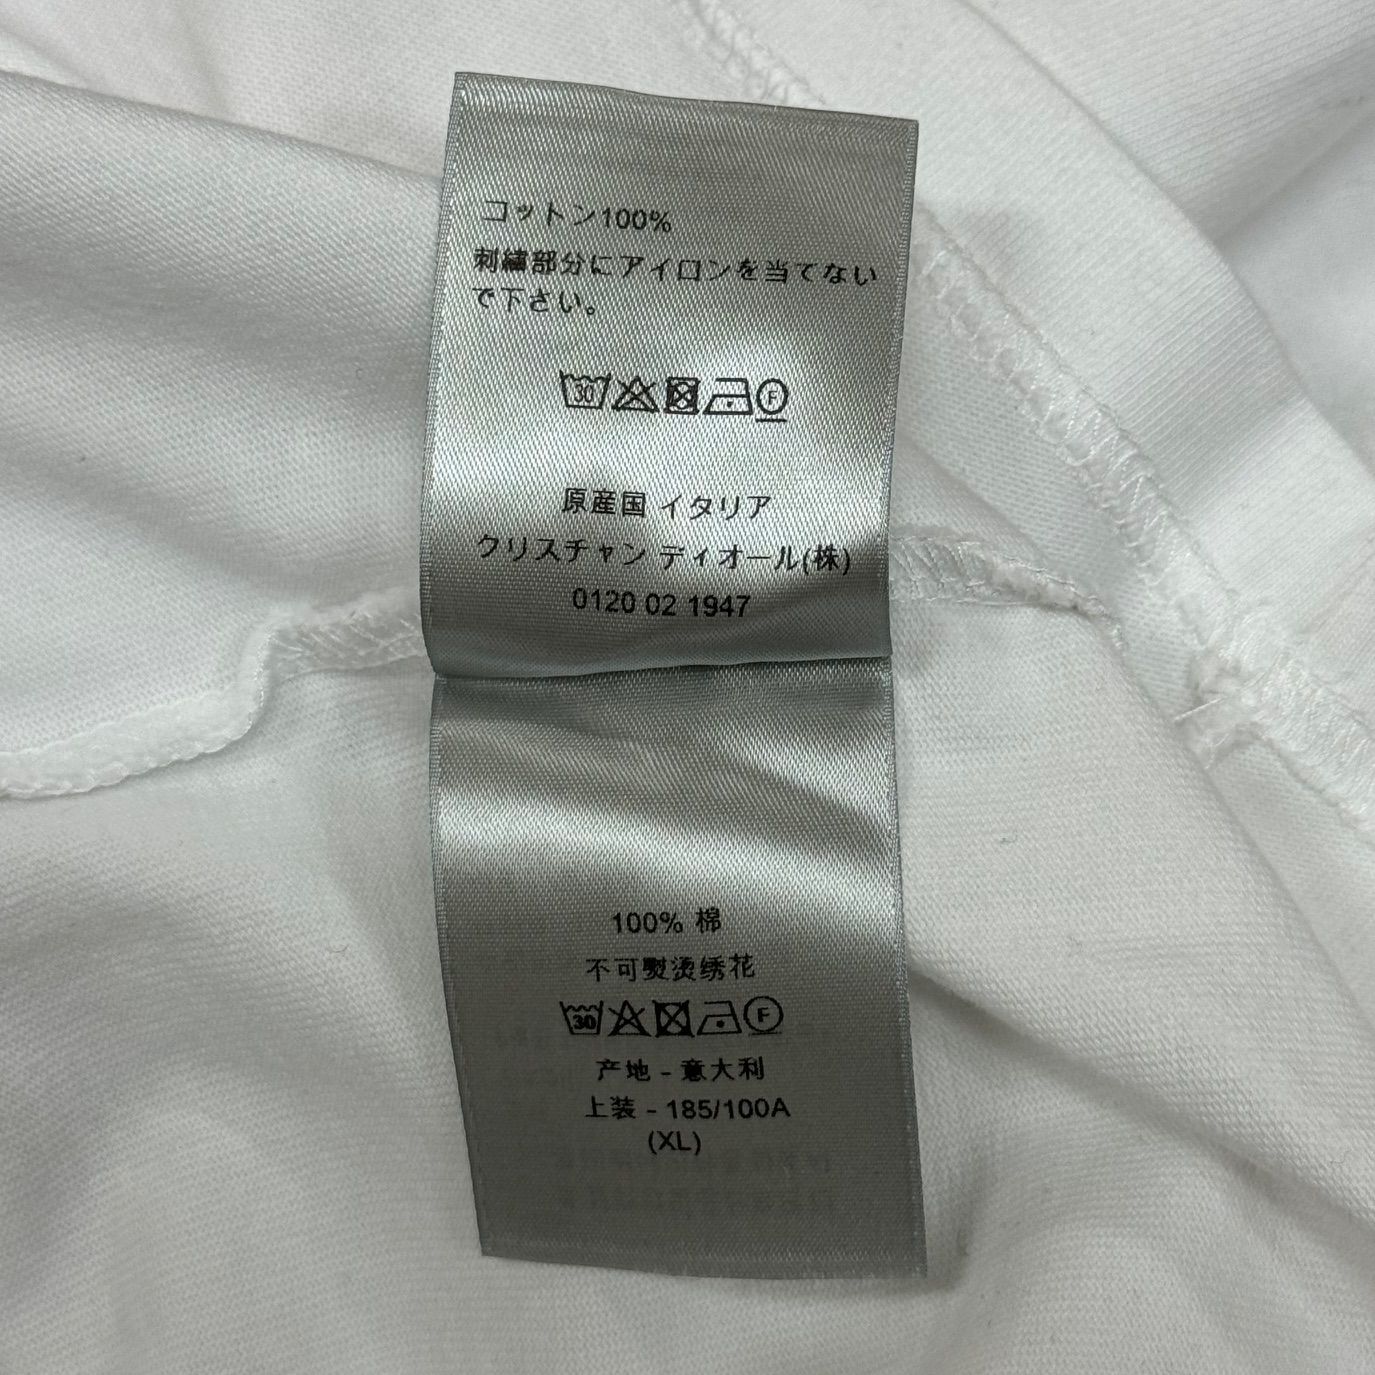 コットン100%
刺繍部分にアイロンを当てない
で下さい。
30 F
原産国 イタリア
クリスチャン ディオール(株)
0120 02 1947
100% 棉
不可熨烫绣花
30 F
产地 - 意大利
上装 - 185/100A
(XL)